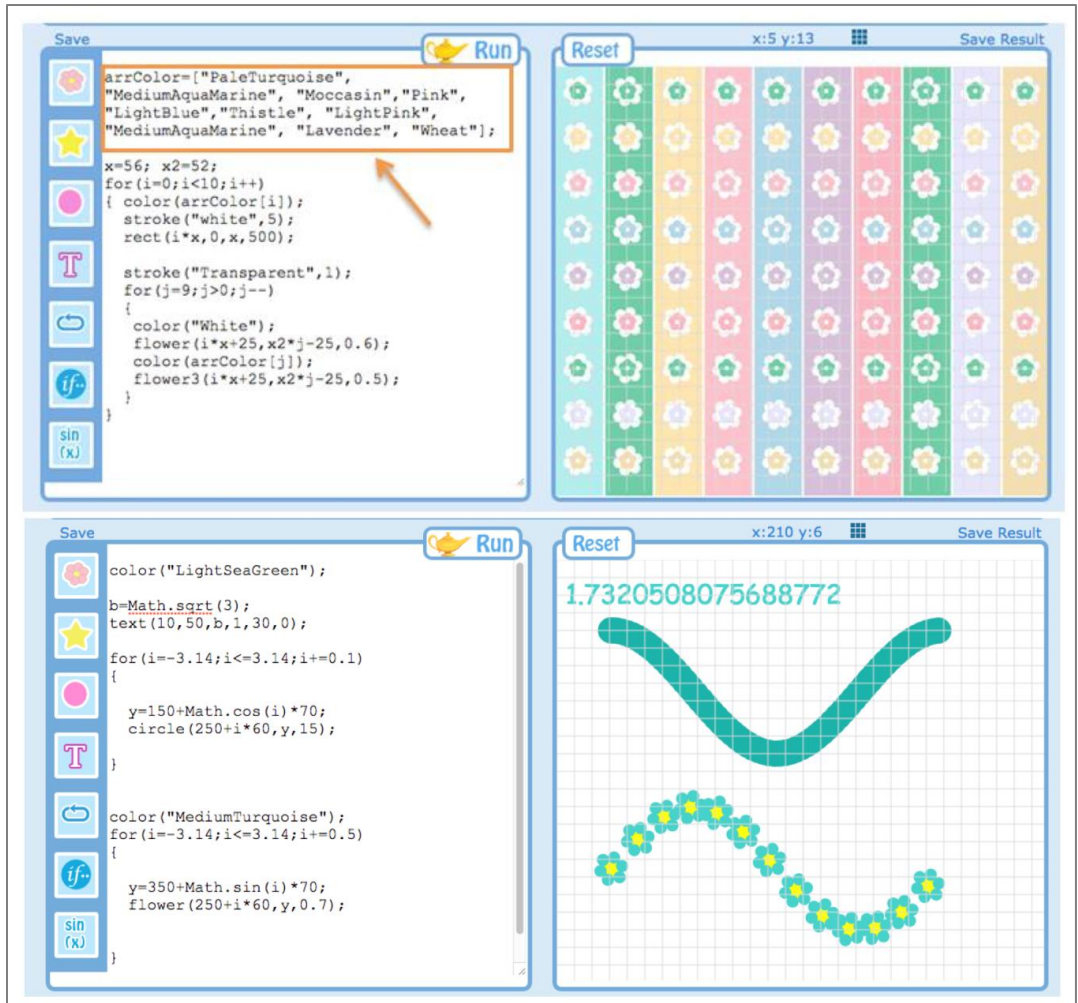 Save
Run
Reset
x:5 y:13
Save Result
arrColor=["PaleTurquoise",
"MediumAquaMarine", "Moccasin","Pink",
"LightBlue","Thistle", "LightPink",
"MediumAquaMarine", "Lavender", "Wheat"];
x=56; x2=52;
for(i=0;i<10;i++)
{ color(arrColor[i]);
stroke("white",5);
rect(i*x,0,x,500);
stroke("Transparent",1);
for(j=9;j>0;j--)
{
color("White");
flower(i*x+25,x2*j-25,0.6);
color(arrColor[j]);
flower3(i*x+25,x2*j-25,0.5);
}
}
T
if..
sin
(x)
Save
Run
Reset
x:210 y:6
Save Result
color("LightSeaGreen");
b=Math.sqrt(3);
text(10,50,b,1,30,0);
for(i=-3.14;i<=3.14;i+=0.1)
{
y=150+Math.cos(i)*70;
circle(250+i*60,y,15);
}
color("MediumTurquoise");
for(i=-3.14;i<=3.14;i+=0.5)
{
y=350+Math.sin(i)*70;
flower(250+i*60,y,0.7);
}
T
if..
sin
(x)
1.7320508075688772